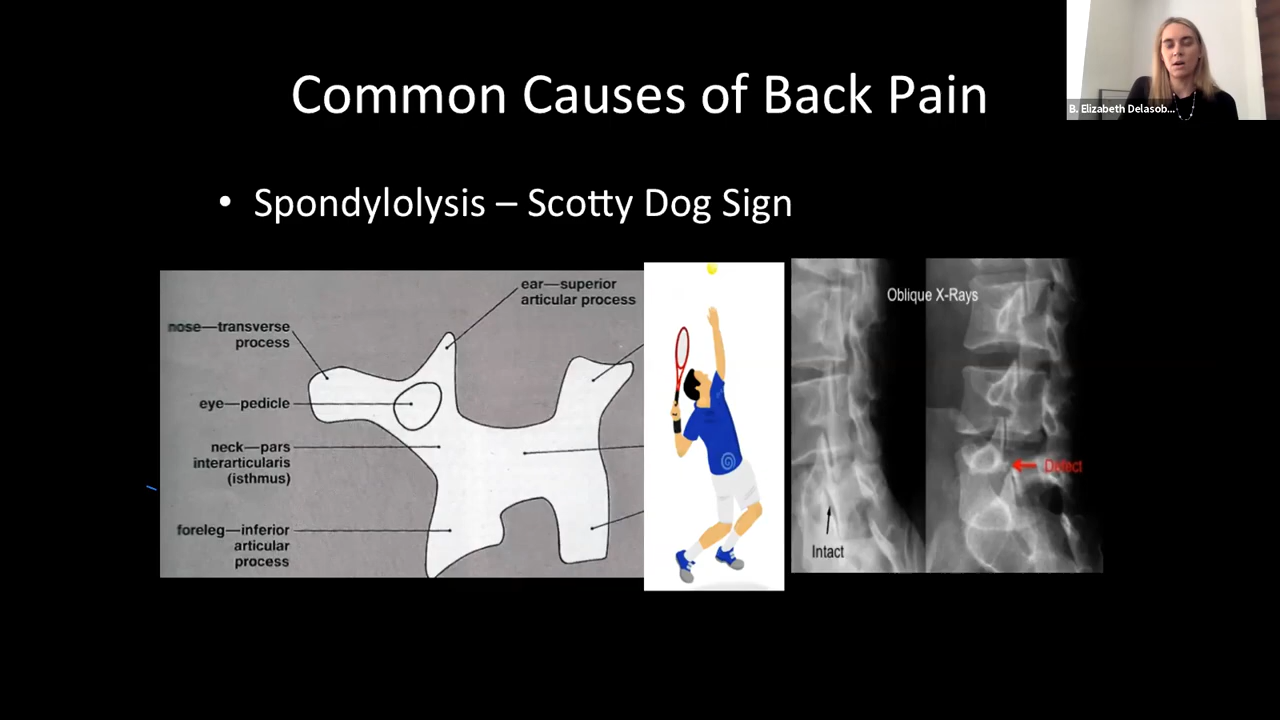 Common Causes of Back Pain
B. Elizabeth Delasob...
• Spondylolysis – Scotty Dog Sign
ear—superior
articular process
nose—transverse
process
eye—pedicle
neck—pars
interarticularis
(isthmus)
foreleg—inferior
articular
process
Oblique X-Rays
Intact
Defect